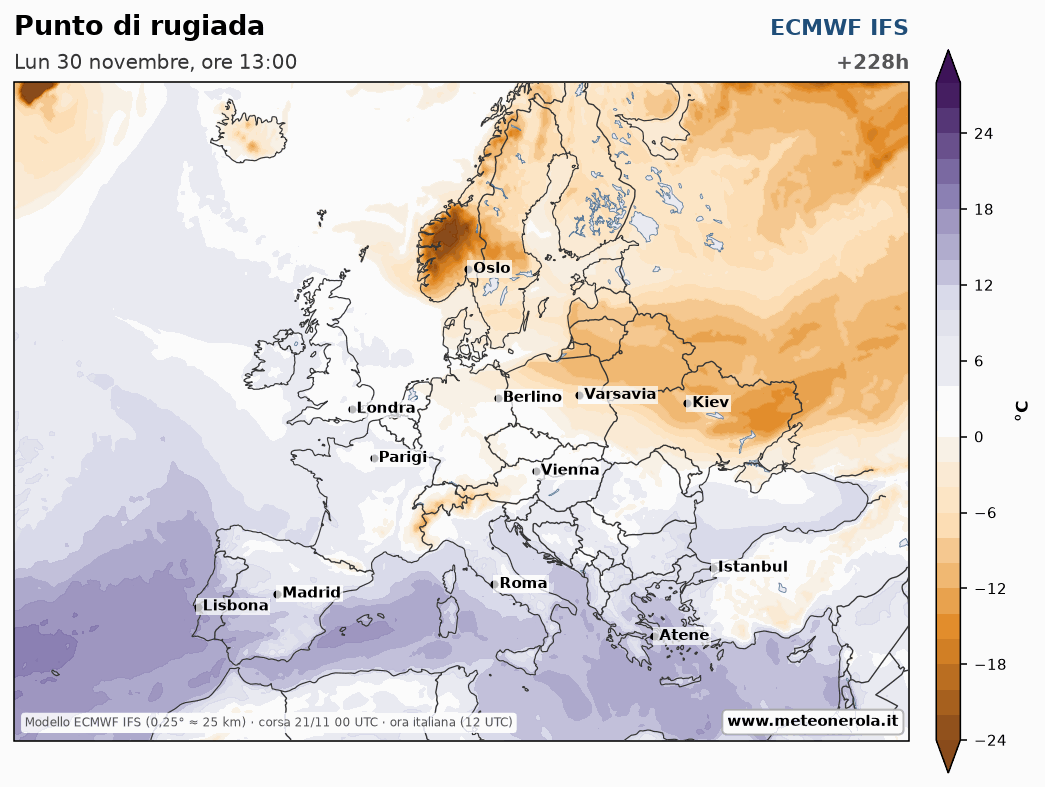 Punto di rugiada
ECMWF IFS
Lun 30 novembre, ore 13:00
+228h
24
18
12
6
0
−6
−12
−18
−24
°C
Oslo
Berlino
Varsavia
Kiev
Londra
Parigi
Vienna
Istanbul
Roma
Madrid
Lisbona
Atene
Modello ECMWF IFS (0,25° ≈ 25 km) · corsa 21/11 00 UTC · ora italiana (12 UTC)
www.meteonerola.it